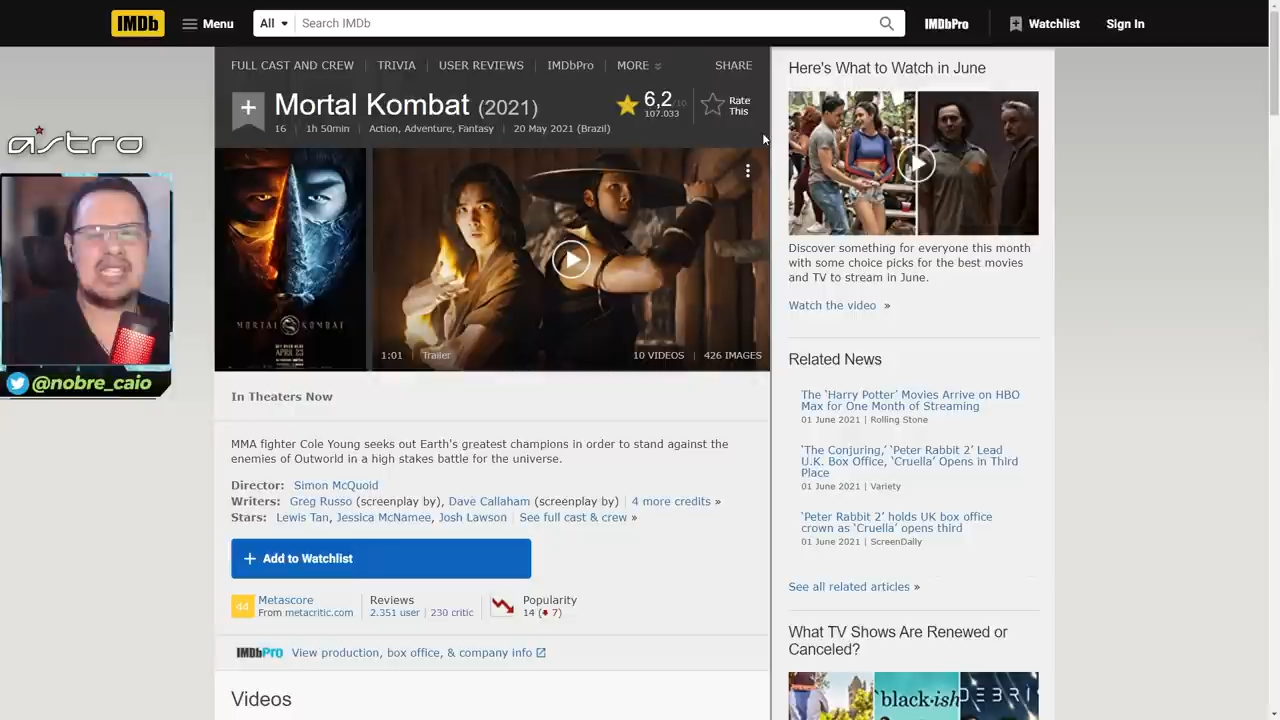 IMDb
Menu
All
Search IMDb
IMDbPro
Watchlist
Sign In
FULL CAST AND CREW
TRIVIA
USER REVIEWS
IMDbPro
MORE
SHARE
Mortal Kombat (2021)
6,2/10
107.033
Rate
This
16 | 1h 50min | Action, Adventure, Fantasy | 20 May 2021 (Brazil)
astro
@nobre_caio
MORTAL KOMBAT
APRIL 23
1:01 | Trailer
10 VIDEOS | 426 IMAGES
In Theaters Now
MMA fighter Cole Young seeks out Earth's greatest champions in order to stand against the
enemies of Outworld in a high stakes battle for the universe.
Director: Simon McQuoid
Writers: Greg Russo (screenplay by), Dave Callaham (screenplay by) | 4 more credits »
Stars: Lewis Tan, Jessica McNamee, Josh Lawson | See full cast & crew »
+ Add to Watchlist
44
Metascore
From metacritic.com
Reviews
2.351 user | 230 critic
Popularity
14 (7)
IMDbPro View production, box office, & company info
Videos
Here's What to Watch in June
Discover something for everyone this month
with some choice picks for the best movies
and TV to stream in June.
Watch the video »
Related News
The 'Harry Potter' Movies Arrive on HBO
Max for One Month of Streaming
01 June 2021 | Rolling Stone
'The Conjuring,' 'Peter Rabbit 2' Lead
U.K. Box Office, 'Cruella' Opens in Third
Place
01 June 2021 | Variety
'Peter Rabbit 2' holds UK box office
crown as 'Cruella' opens third
01 June 2021 | ScreenDaily
See all related articles »
What TV Shows Are Renewed or
Canceled?
black-ish
DEBRIS